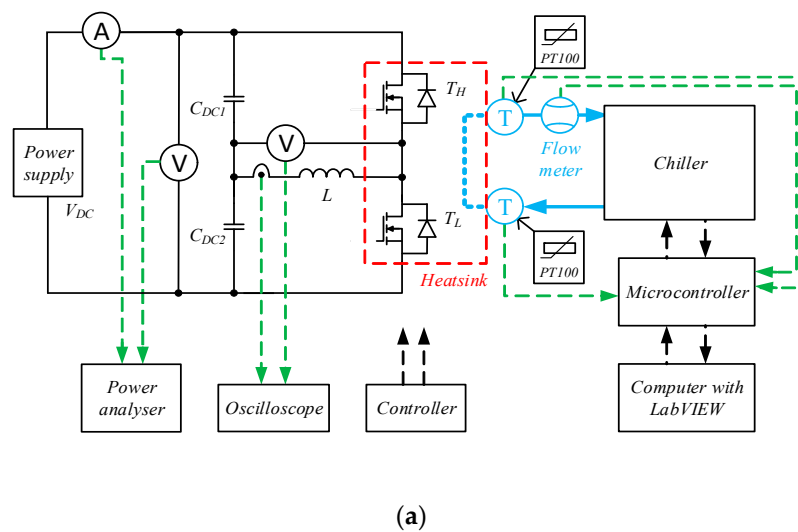 A
PT100
T_H
C_DC1
V
T
Flow
meter
Chiller
Power
supply
V
V_DC
L
T
C_DC2
T_L
PT100
Heatsink
Microcontroller
Power
analyser
Oscilloscope
Controller
Computer with
LabVIEW
(a)